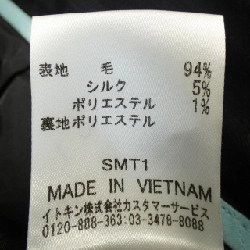 表地 毛 94%
シルク 5%
ポリエステル 1%
裏地ポリエステル
SMT1
MADE IN VIETNAM
イトキン株式会社カスタマーサービス
0120-888-363:03-3478-8088